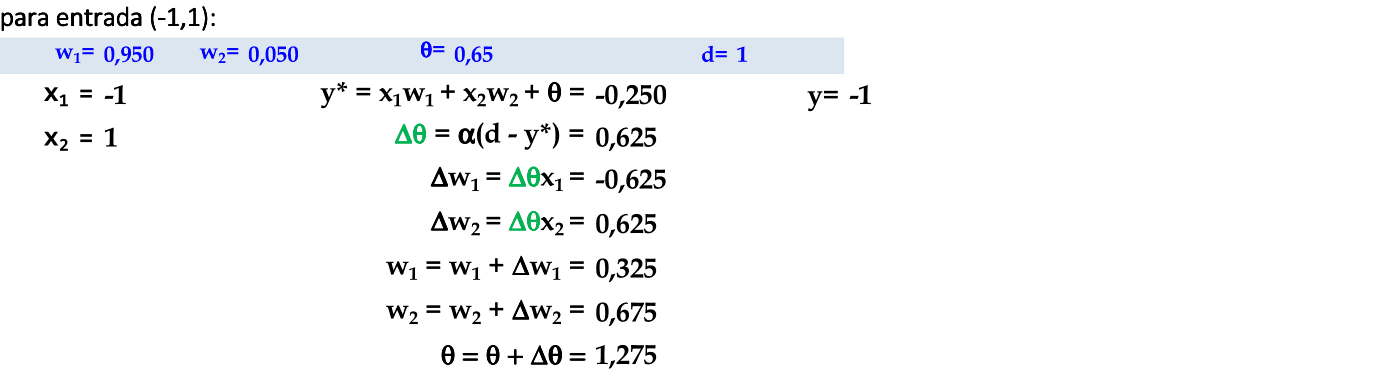 para entrada (-1,1):
w₁= 0,950 w₂= 0,050 θ= 0,65 d= 1
x₁ = -1 y* = x₁w₁ + x₂w₂ + θ = -0,250 y= -1
x₂ = 1 Δθ = α(d - y*) = 0,625
Δw₁ = Δθx₁ = -0,625
Δw₂ = Δθx₂ = 0,625
w₁ = w₁ + Δw₁ = 0,325
w₂ = w₂ + Δw₂ = 0,675
θ = θ + Δθ = 1,275